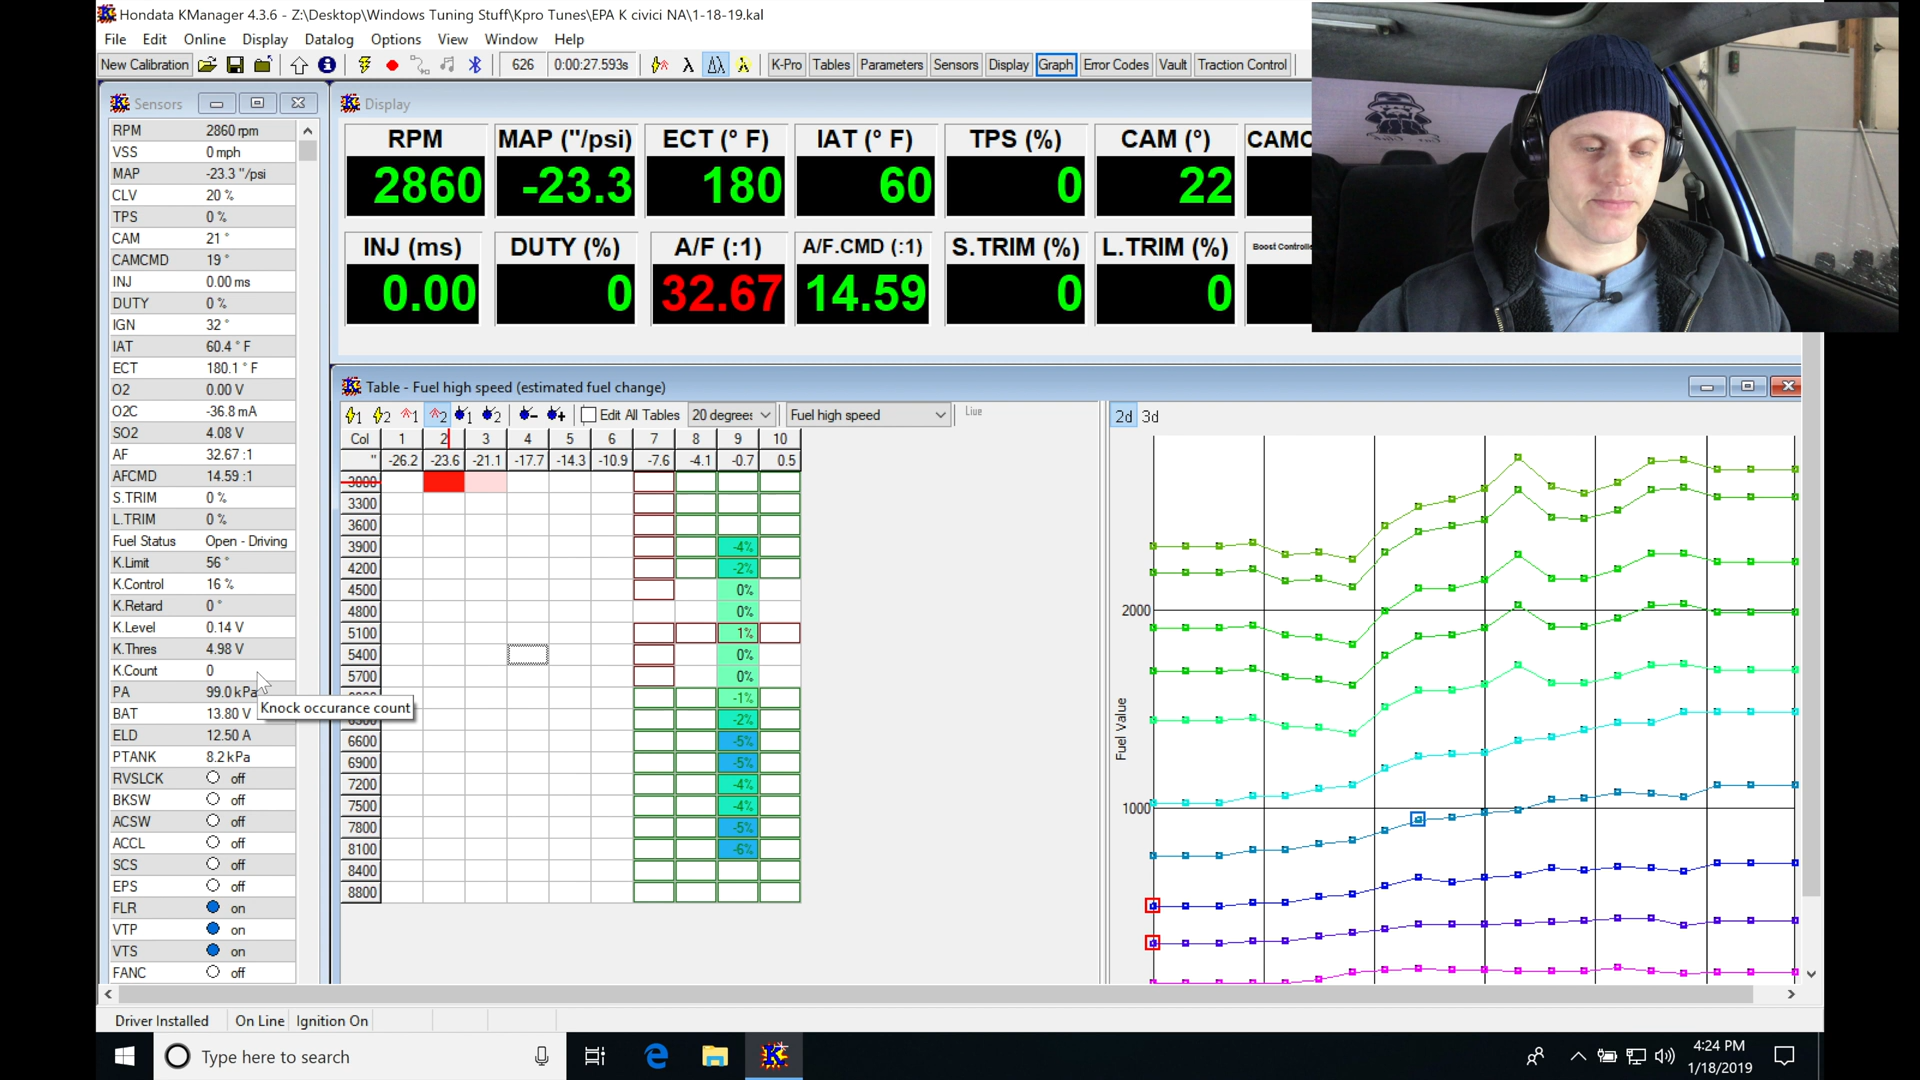 Hondata KManager 4.3.6 - Z:\Desktop\Windows Tuning Stuff\Kpro Tunes\EPA K civici NA\1-18-19.kal
File Edit Online Display Datalog Options View Window Help
New Calibration 626 0:00:27.593s K-Pro Tables Parameters Sensors Display Graph Error Codes Vault Traction Control
Sensors
RPM 2860 rpm
VSS 0 mph
MAP -23.3 "/psi
CLV 20 %
TPS 0 %
CAM 21 °
CAMCMD 19 °
INJ 0.00 ms
DUTY 0 %
IGN 32 °
IAT 60.4 ° F
ECT 180.1 ° F
O2 0.00 V
O2C -36.8 mA
SO2 4.08 V
AF 32.67 :1
AFCMD 14.59 :1
S.TRIM 0 %
L.TRIM 0 %
Fuel Status Open - Driving
K.Limit 56 °
K.Control 16 %
K.Retard 0 °
K.Level 0.14 V
K.Thres 4.98 V
K.Count 0
PA 99.0 kPa
Knock occurance count
BAT 13.80 V
ELD 12.50 A
PTANK 8.2 kPa
RVSLCK off
BKSW off
ACSW off
ACCL off
SCS off
EPS off
FLR on
VTP on
VTS on
FANC off
Display
RPM MAP ("/psi) ECT (° F) IAT (° F) TPS (%) CAM (°) CAMC
2860 -23.3 180 60 0 22
INJ (ms) DUTY (%) A/F (:1) A/F.CMD (:1) S.TRIM (%) L.TRIM (%) Boost Controlle
0.00 0 32.67 14.59 0 0
Table - Fuel high speed (estimated fuel change)
1 2 1 2 1 2 Edit All Tables 20 degrees Fuel high speed Live
Col 1 2 3 4 5 6 7 8 9 10
" -26.2 -23.6 -21.1 -17.7 -14.3 -10.9 -7.6 -4.1 -0.7 0.5
3000
3300
3600
3900 -4%
4200 -2%
4500 0%
4800 0%
5100 1%
5400 0%
5700 0%
-1%
-2%
6600 -5%
6900 -5%
7200 -4%
7500 -4%
7800 -5%
8100 -6%
8400
8800
2d 3d
2000
Fuel Value
1000
Driver Installed On Line Ignition On
Type here to search
4:24 PM
1/18/2019